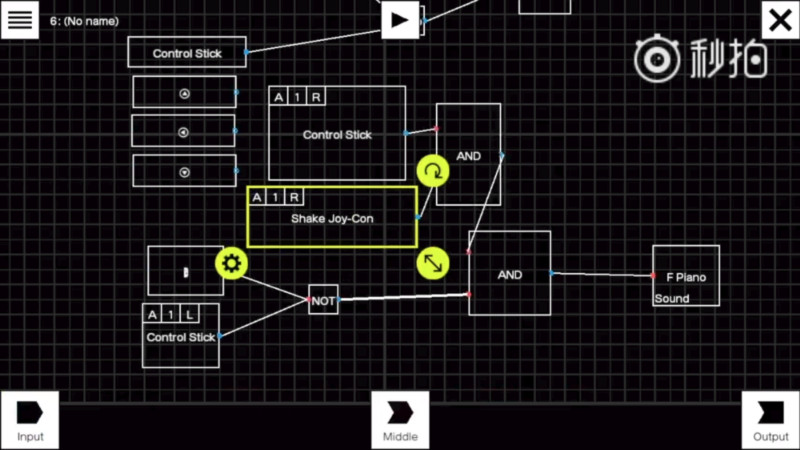 6: (No name)
秒拍
Control Stick
A 1 R
Control Stick
AND
A 1 R
Shake Joy-Con
AND
F Piano
Sound
NOT
A 1 L
Control Stick
Input
Middle
Output